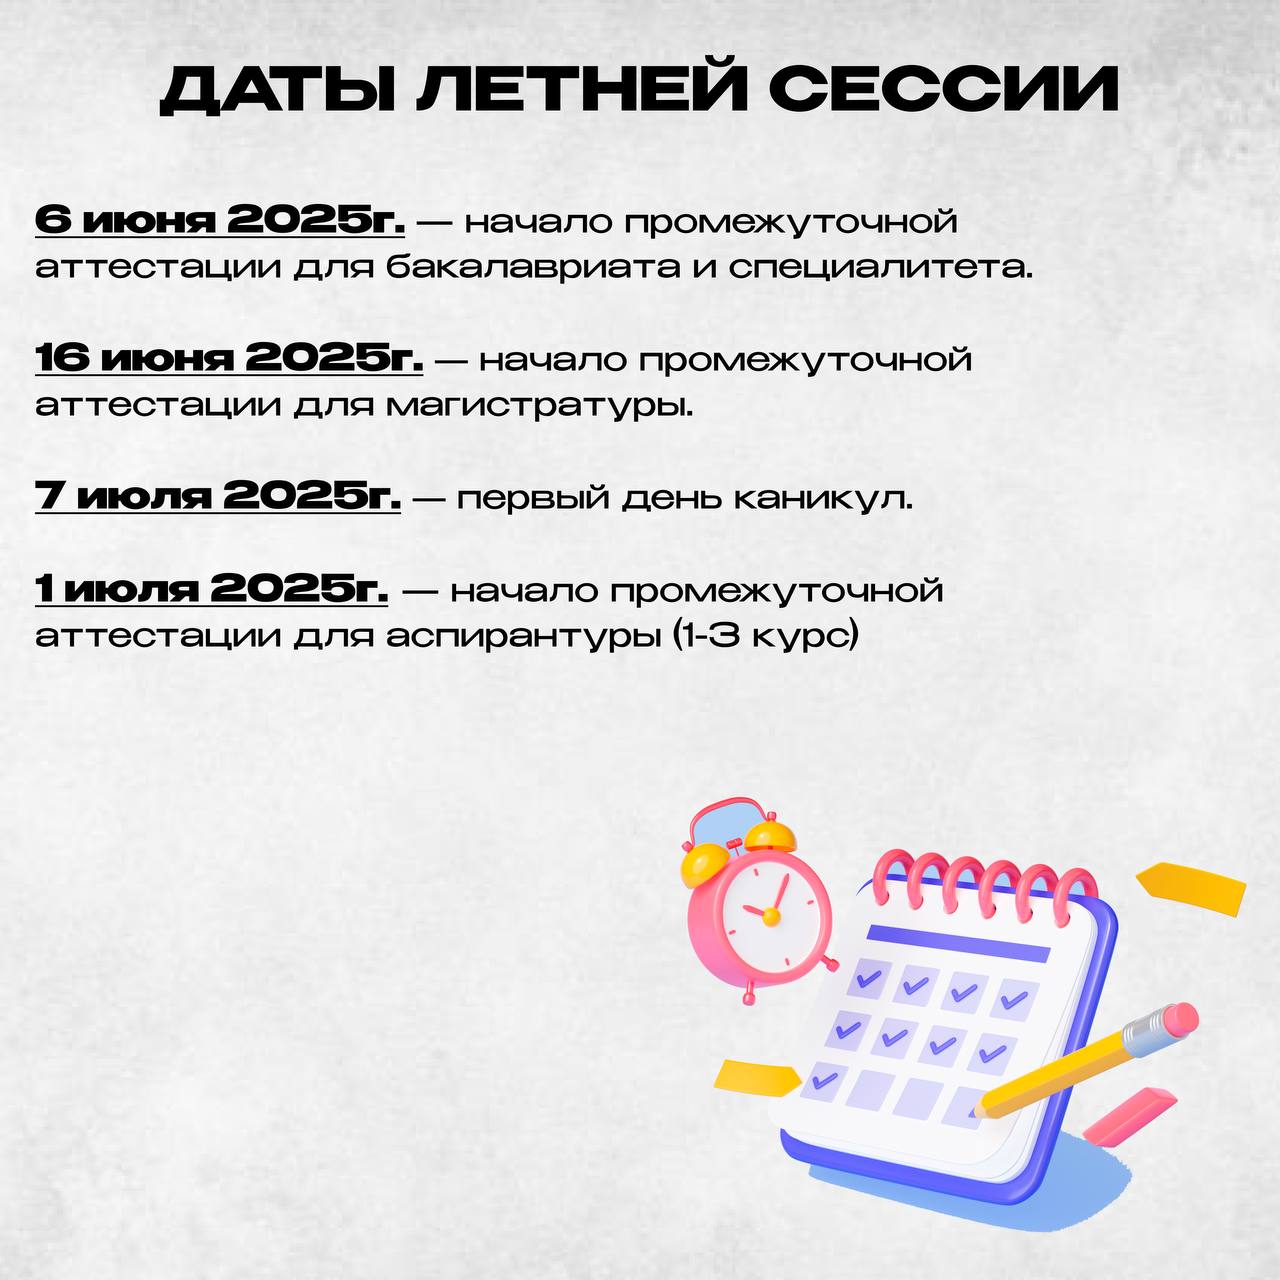 ДАТЫ ЛЕТНЕЙ СЕССИИ
6 июня 2025г. — начало промежуточной
аттестации для бакалавриата и специалитета.
16 июня 2025г. — начало промежуточной
аттестации для магистратуры.
7 июля 2025г. — первый день каникул.
1 июля 2025г. — начало промежуточной
аттестации для аспирантуры (1-3 курс)